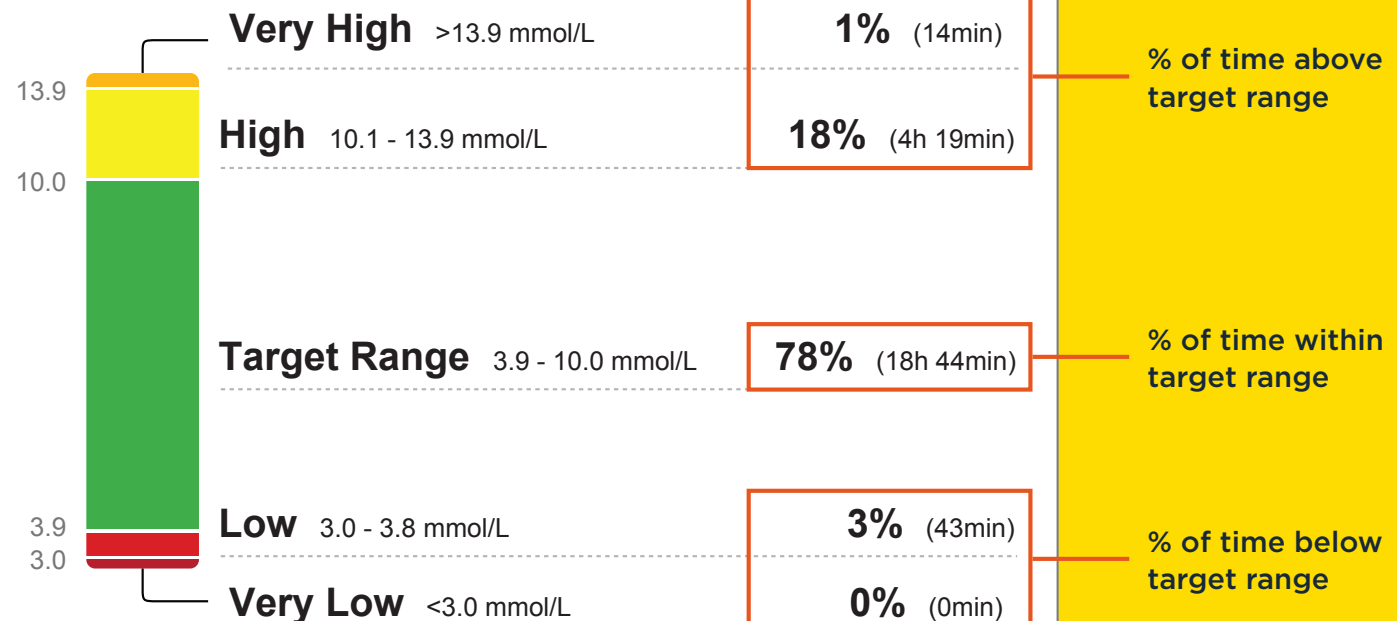 Very High >13.9 mmol/L 1% (14min)
% of time above
target range
13.9
High 10.1 - 13.9 mmol/L 18% (4h 19min)
10.0
Target Range 3.9 - 10.0 mmol/L 78% (18h 44min)
% of time within
target range
3.9
Low 3.0 - 3.8 mmol/L 3% (43min)
3.0
% of time below
target range
Very Low <3.0 mmol/L 0% (0min)